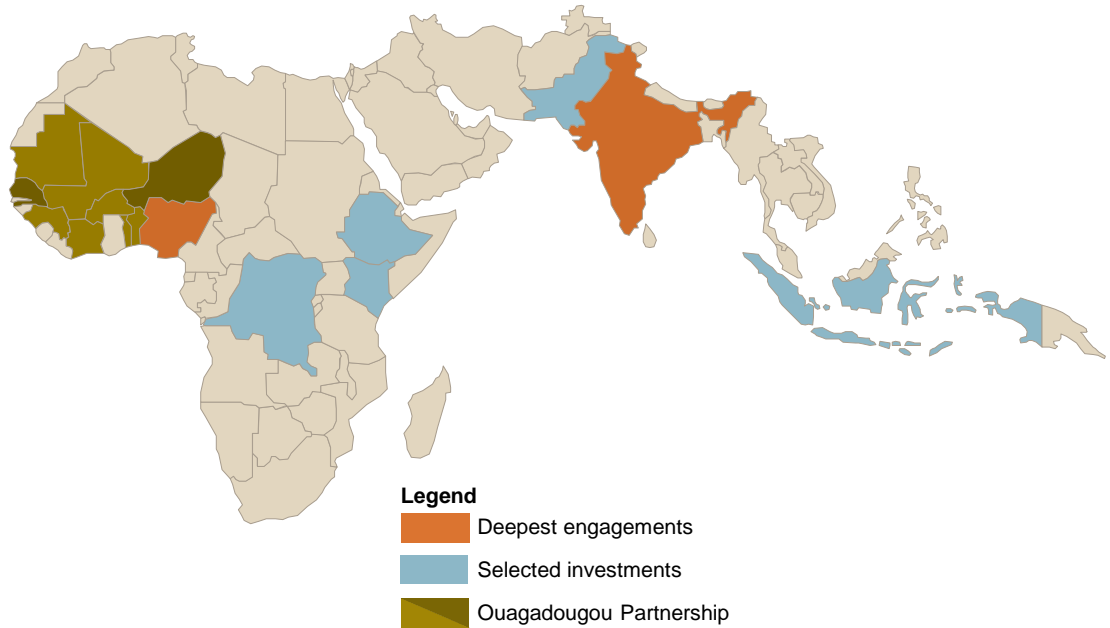 Legend
Deepest engagements
Selected investments
Ouagadougou Partnership